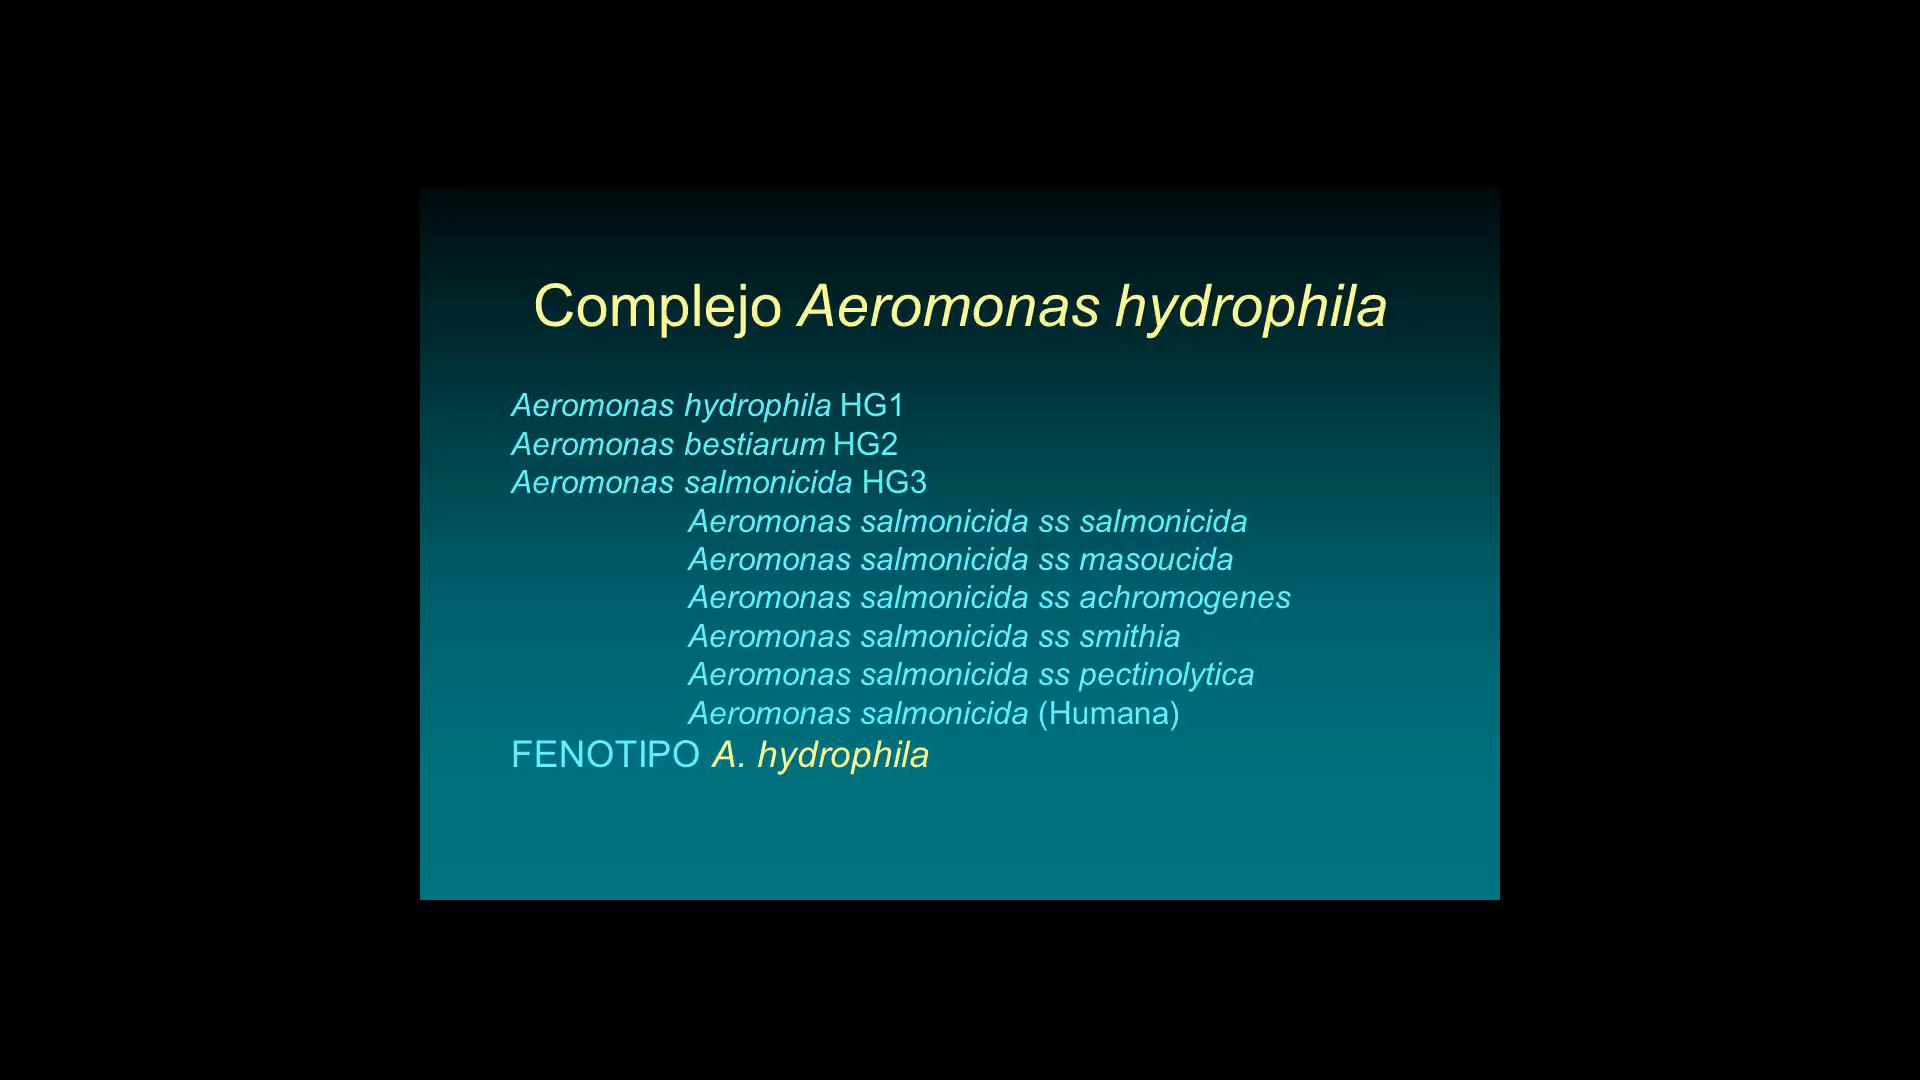 Complejo Aeromonas hydrophila
Aeromonas hydrophila HG1
Aeromonas bestiarum HG2
Aeromonas salmonicida HG3
Aeromonas salmonicida ss salmonicida
Aeromonas salmonicida ss masoucida
Aeromonas salmonicida ss achromogenes
Aeromonas salmonicida ss smithia
Aeromonas salmonicida ss pectinolytica
Aeromonas salmonicida (Humana)
FENOTIPO A. hydrophila